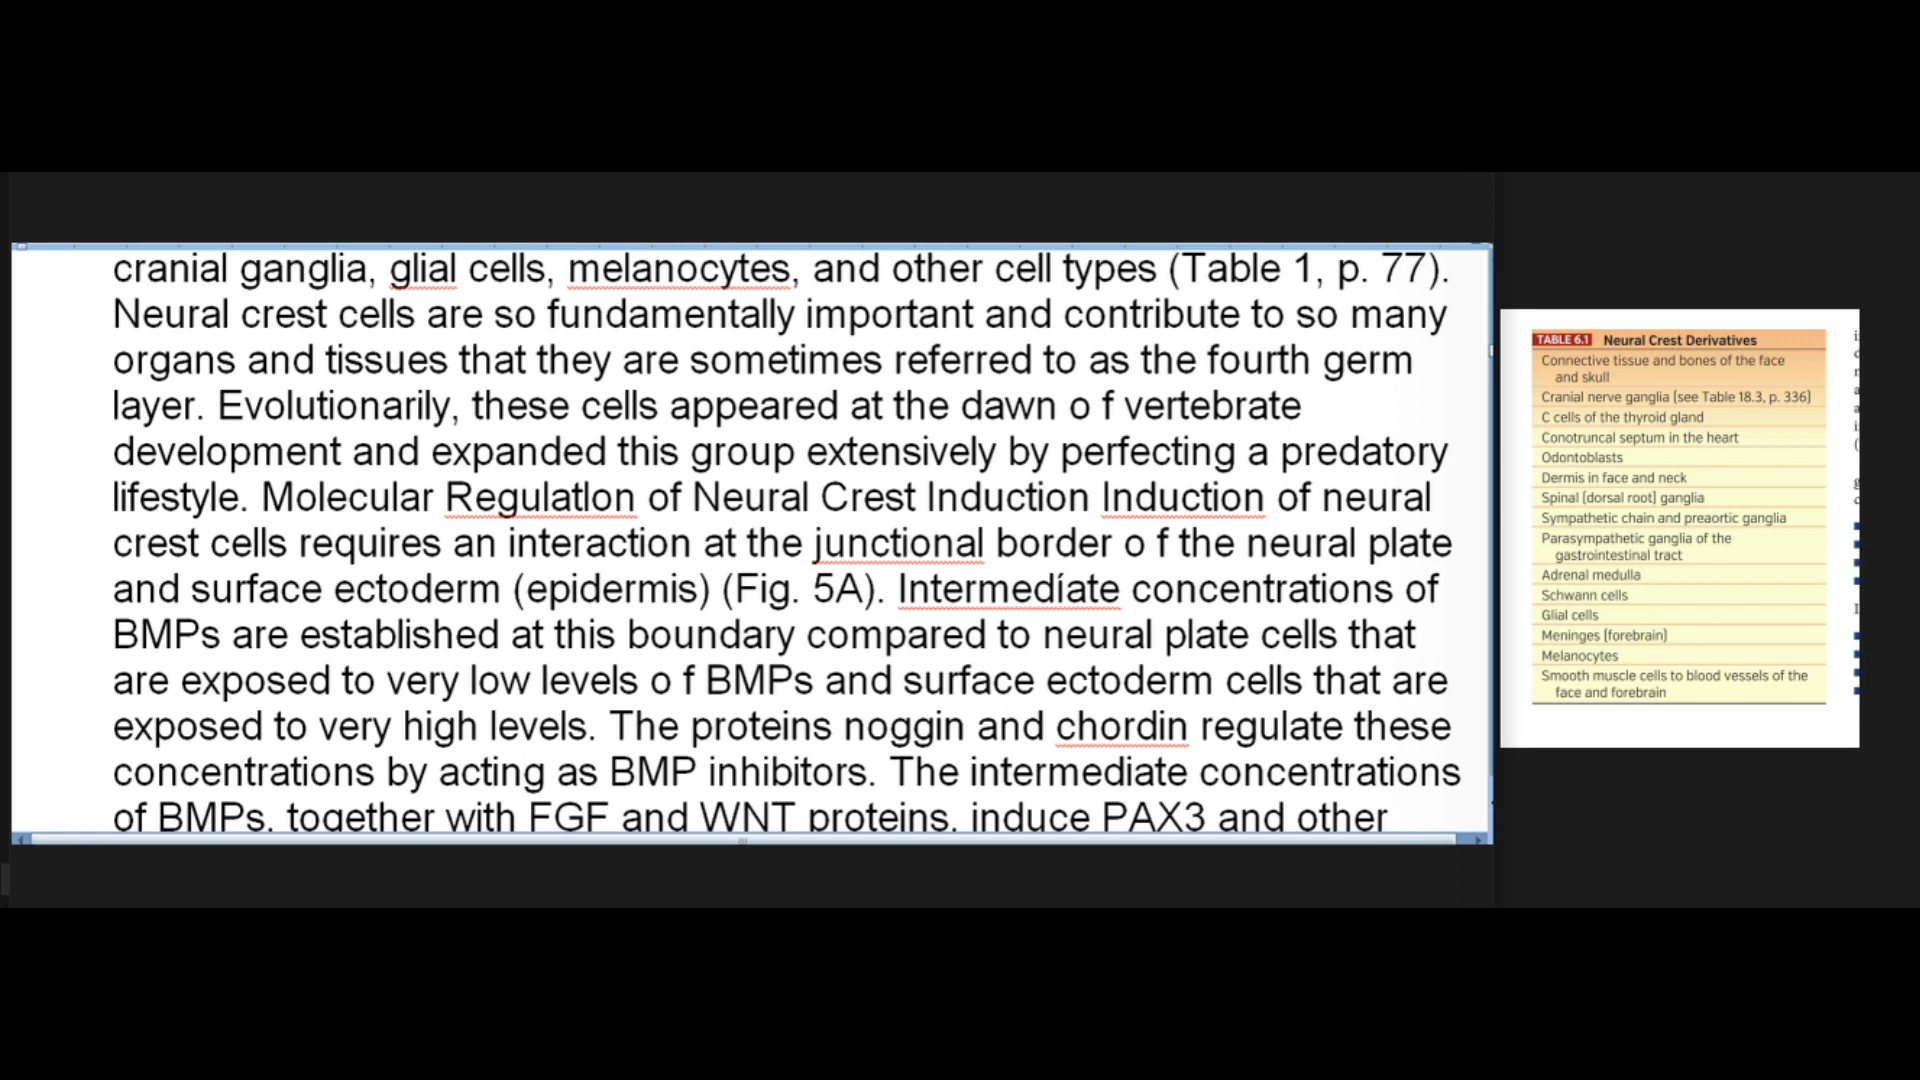 cranial ganglia, glial cells, melanocytes, and other cell types (Table 1, p. 77).
Neural crest cells are so fundamentally important and contribute to so many
organs and tissues that they are sometimes referred to as the fourth germ
layer. Evolutionarily, these cells appeared at the dawn o f vertebrate
development and expanded this group extensively by perfecting a predatory
lifestyle. Molecular Regulatlon of Neural Crest Induction lnduction of neural
crest cells requires an interaction at the junctional border o f the neural plate
and surface ectoderm (epidermis) (Fig. 5A). Intermedíate concentrations of
BMPs are established at this boundary compared to neural plate cells that
are exposed to very low levels o f BMPs and surface ectoderm cells that are
exposed to very high levels. The proteins noggin and chordin regulate these
concentrations by acting as BMP inhibitors. The intermediate concentrations
of BMPs, together with FGF and WNT proteins, induce PAX3 and other
TABLE 6.1 Neural Crest Derivatives
Connective tissue and bones of the face
and skull
Cranial nerve ganglia (see Table 18.3, p. 336)
C cells of the thyroid gland
Conotruncal septum in the heart
Odontoblasts
Dermis in face and neck
Spinal (dorsal root) ganglia
Sympathetic chain and preaortic ganglia
Parasympathetic ganglia of the
gastrointestinal tract
Adrenal medulla
Schwann cells
Glial cells
Meninges (forebrain)
Melanocytes
Smooth muscle cells to blood vessels of the
face and forebrain